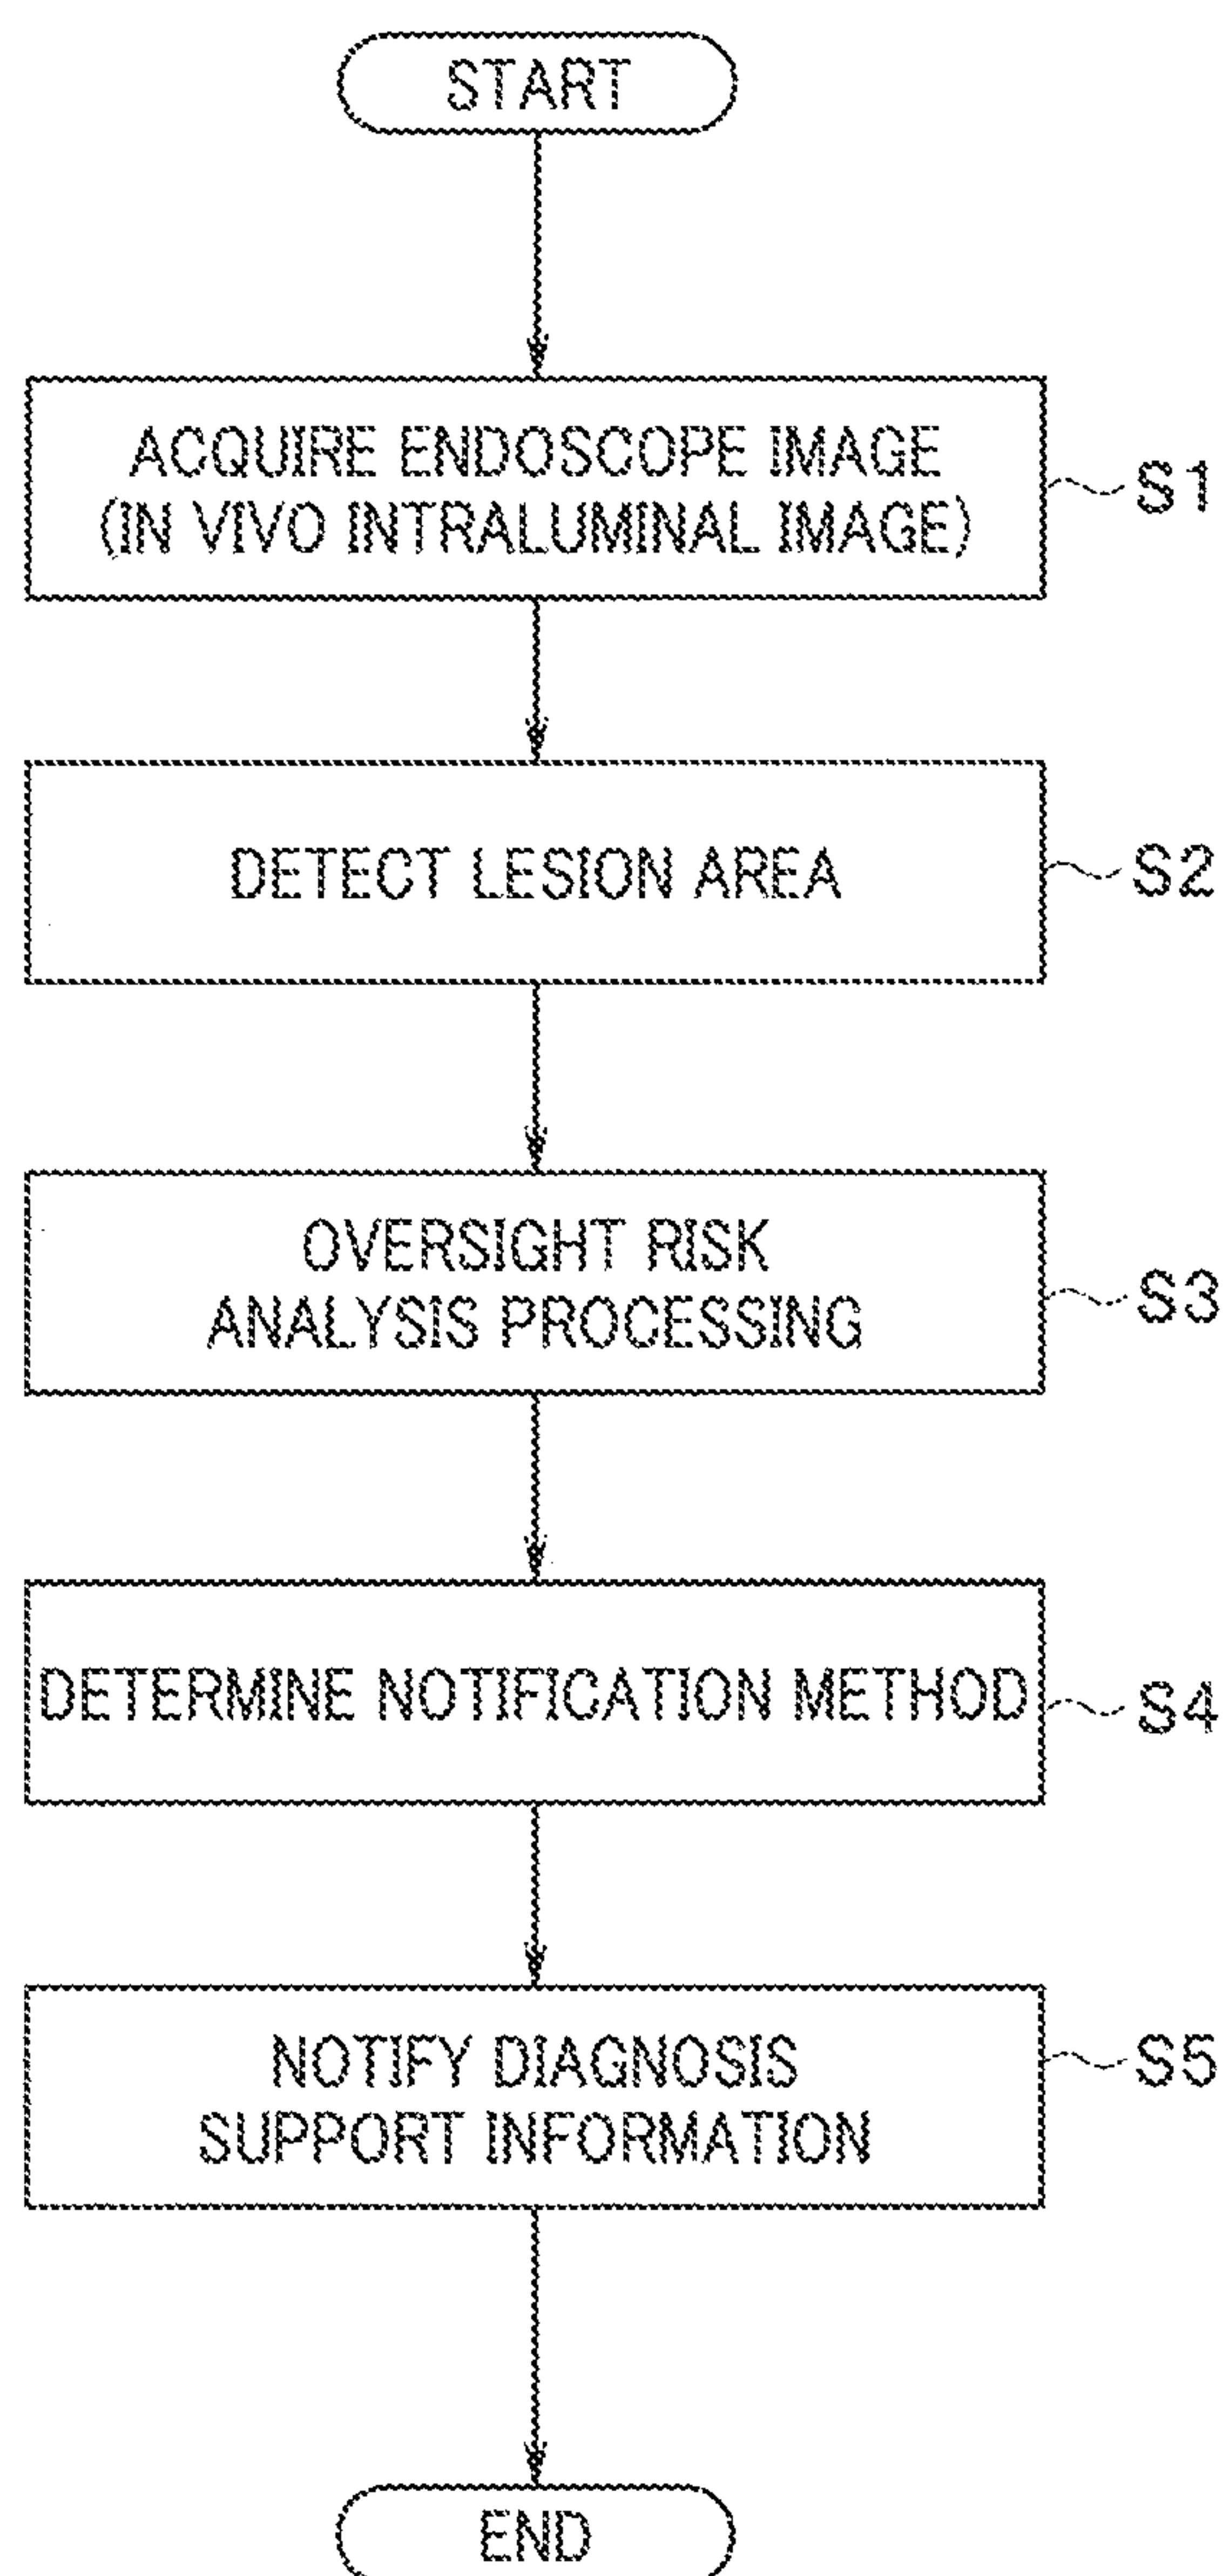 START
ACQUIRE ENDOSCOPE IMAGE
(IN VIVO INTRALUMINAL IMAGE)
S1
DETECT LESION AREA
S2
OVERSIGHT RISK
ANALYSIS PROCESSING
S3
DETERMINE NOTIFICATION METHOD
S4
NOTIFY DIAGNOSIS
SUPPORT INFORMATION
S5
END